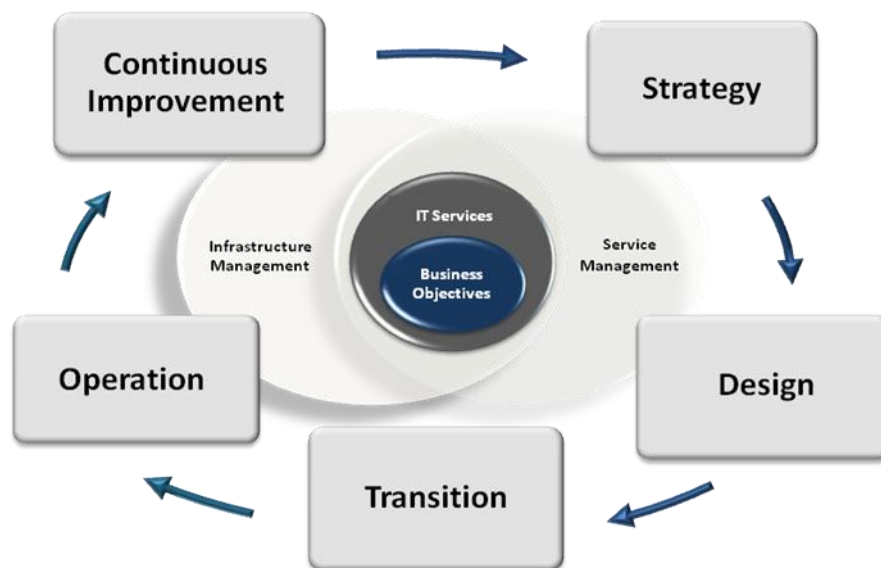 Continuous
Improvement
Strategy
IT Services
Infrastructure
Management
Service
Management
Business
Objectives
Operation
Design
Transition